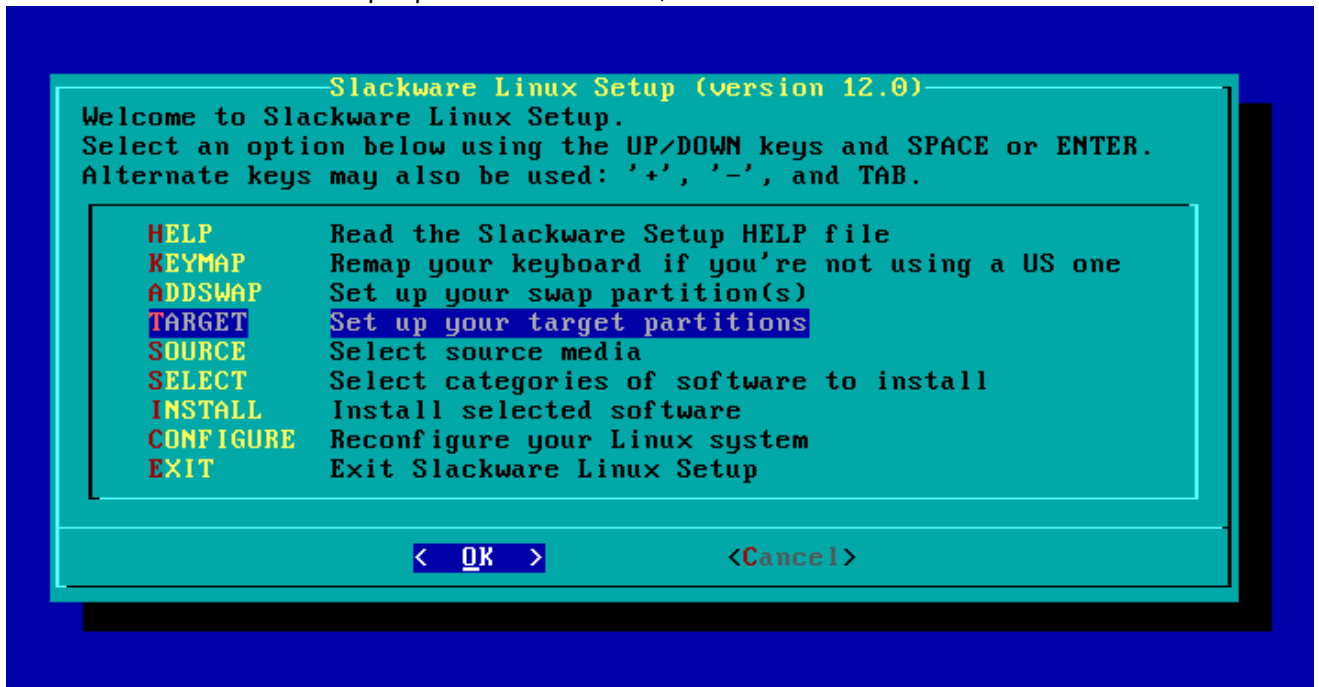 Slackware Linux Setup (version 12.0)
Welcome to Slackware Linux Setup.
Select an option below using the UP/DOWN keys and SPACE or ENTER.
Alternate keys may also be used: '+', '-', and TAB.
HELP Read the Slackware Setup HELP file
KEYMAP Remap your keyboard if you're not using a US one
ADDSWAP Set up your swap partition(s)
TARGET Set up your target partitions
SOURCE Select source media
SELECT Select categories of software to install
INSTALL Install selected software
CONFIGURE Reconfigure your Linux system
EXIT Exit Slackware Linux Setup
< OK > <Cancel>